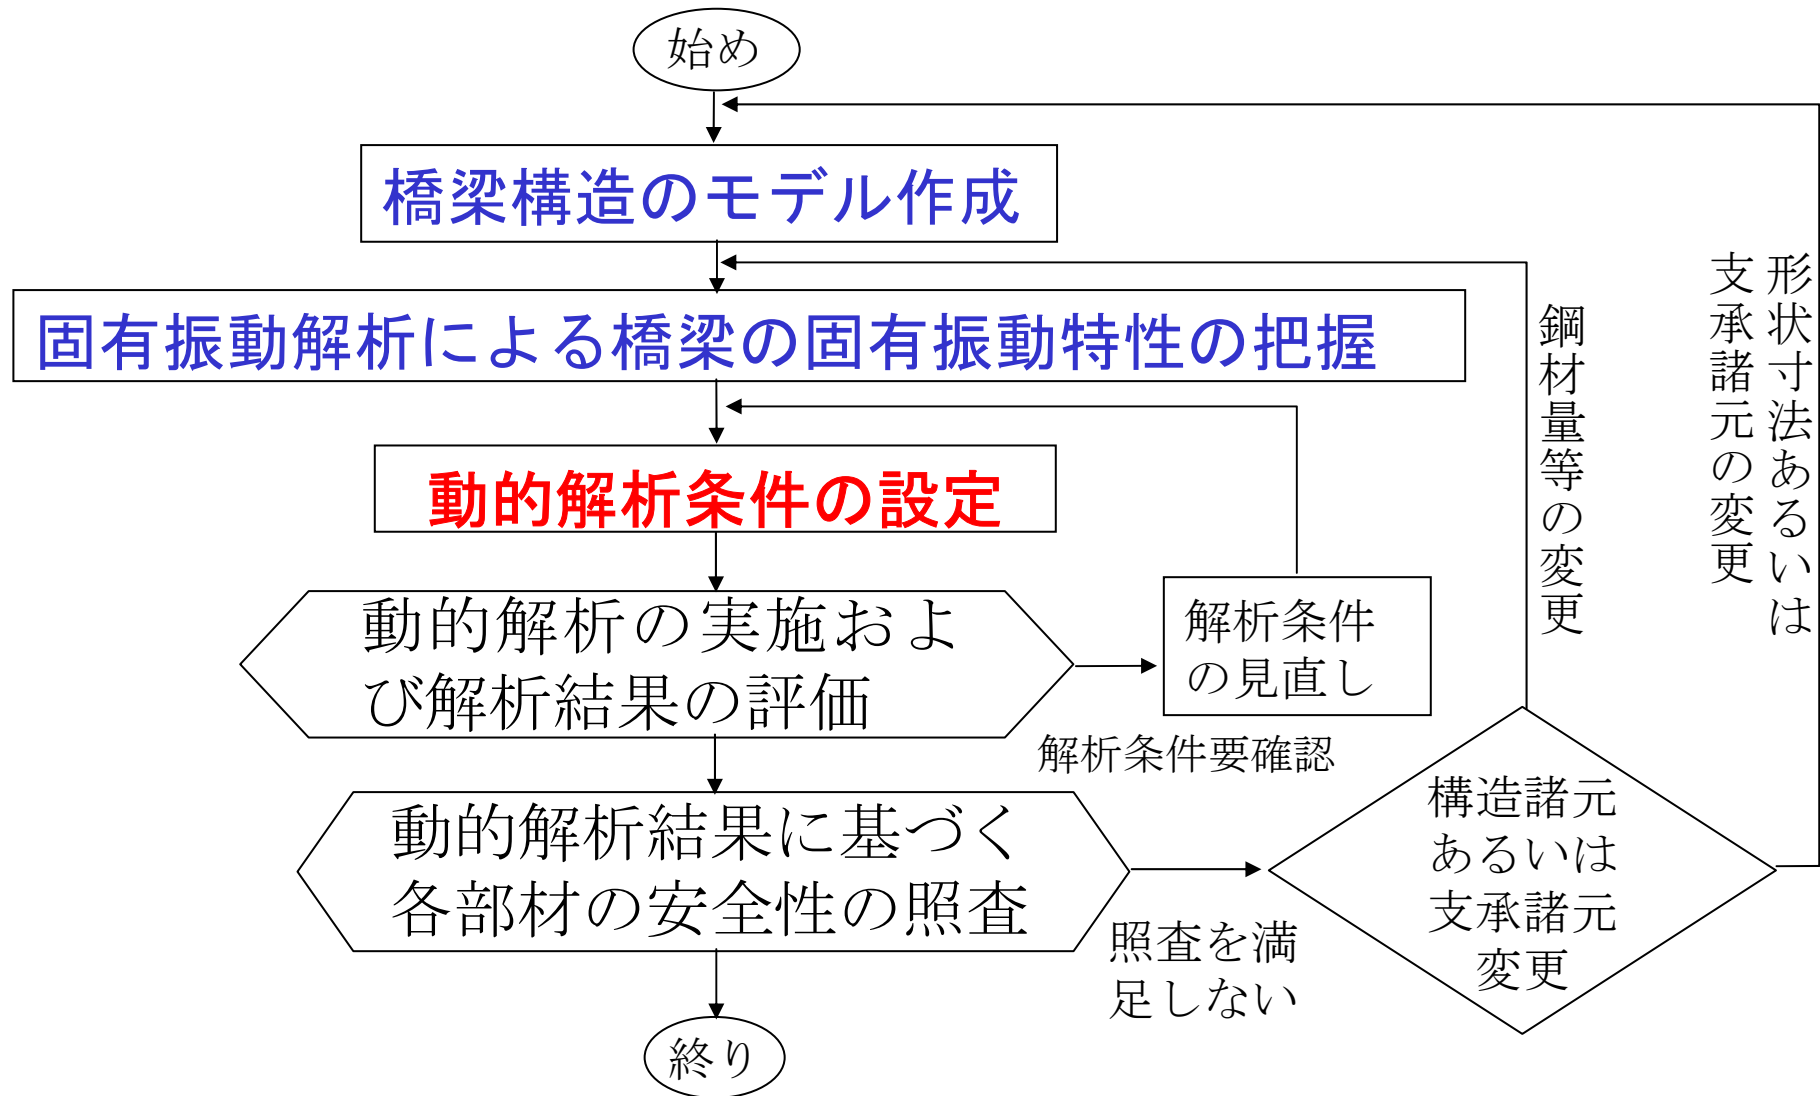 始め
橋梁構造のモデル作成
固有振動解析による橋梁の固有振動特性の把握
動的解析条件の設定
動的解析の実施およ
び解析結果の評価
解析条件
の見直し
解析条件要確認
動的解析結果に基づく
各部材の安全性の照査
照査を満
足しない
構造諸元
あるいは
支承諸元
変更
鋼材量等の変更
形状寸法あるいは
支承諸元の変更
終り